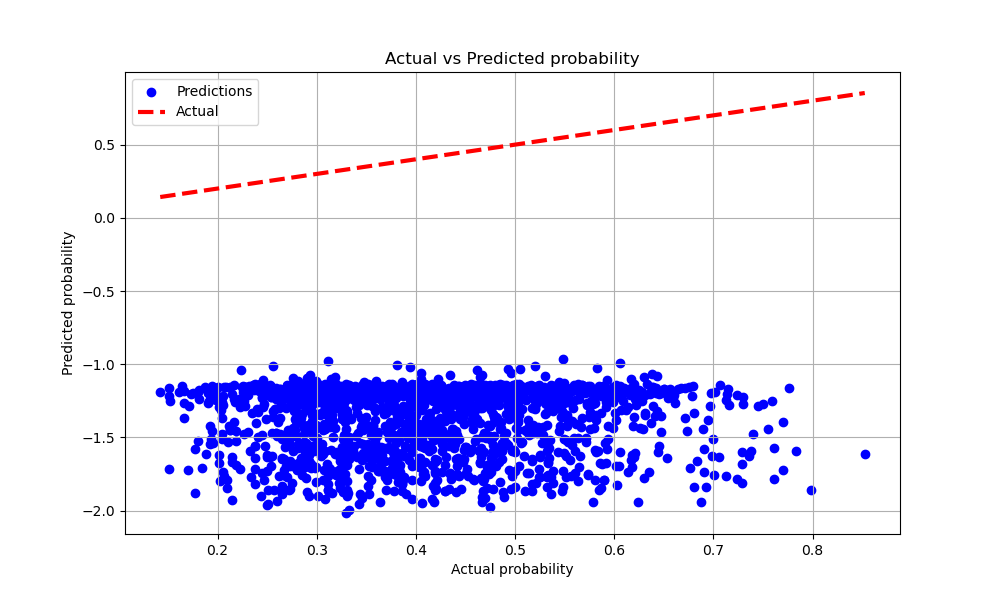 Actual vs Predicted probability
Predictions
Actual
Predicted probability
0.5
0.0
−0.5
−1.0
−1.5
−2.0
0.2 0.3 0.4 0.5 0.6 0.7 0.8
Actual probability